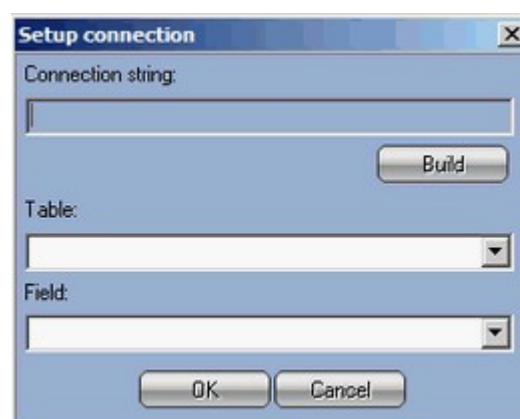 Setup connection
Connection string:
Build
Table:
Field:
OK
Cancel